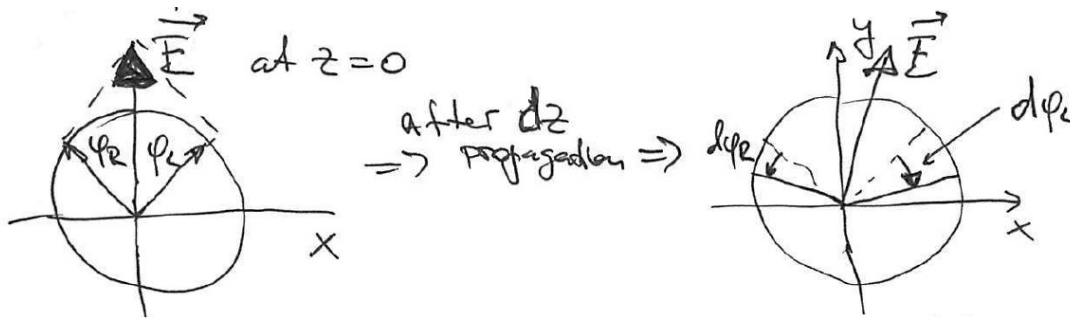 E at z = 0
φR φL
x
after dz
⇒ propagation ⇒
y E
dφL
dφR
x